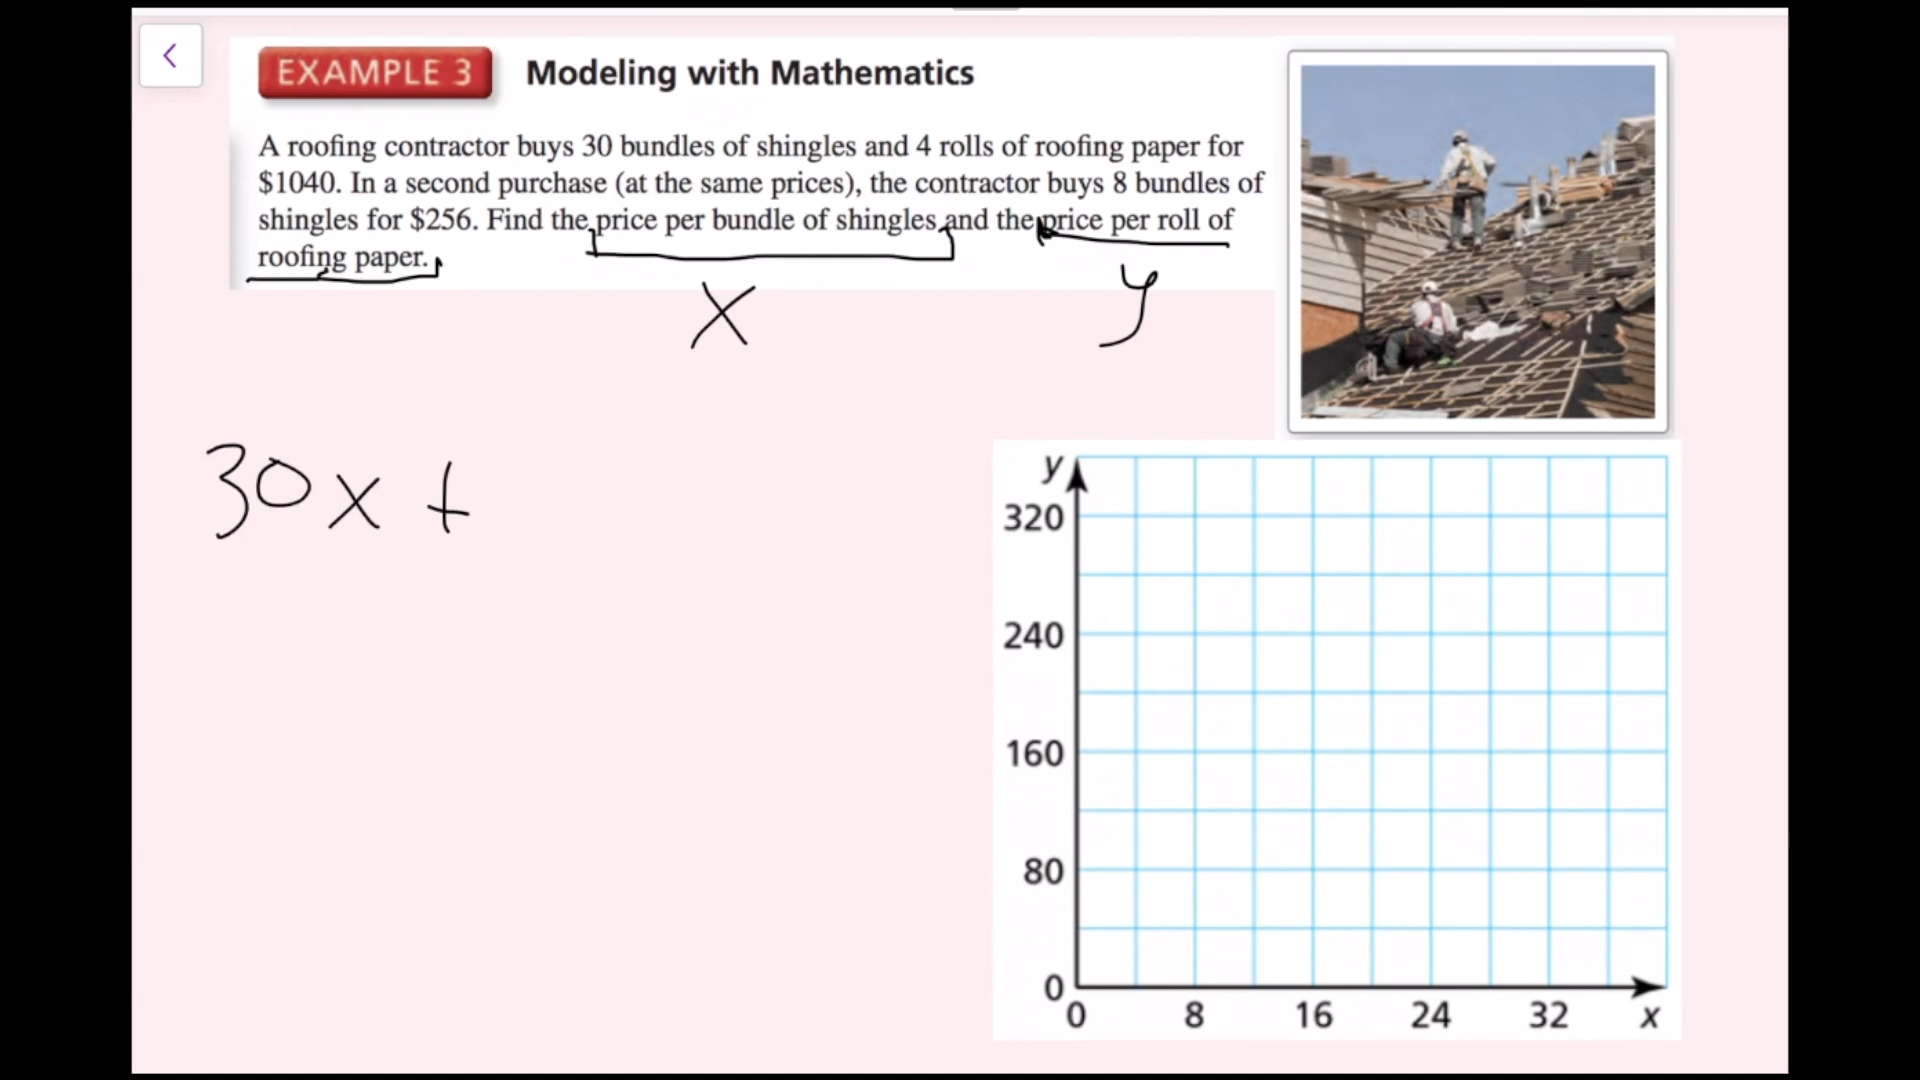 EXAMPLE 3 Modeling with Mathematics
A roofing contractor buys 30 bundles of shingles and 4 rolls of roofing paper for
$1040. In a second purchase (at the same prices), the contractor buys 8 bundles of
shingles for $256. Find the price per bundle of shingles and the price per roll of
roofing paper.
x y
30x +
y
320
240
160
80
0
0 8 16 24 32 x